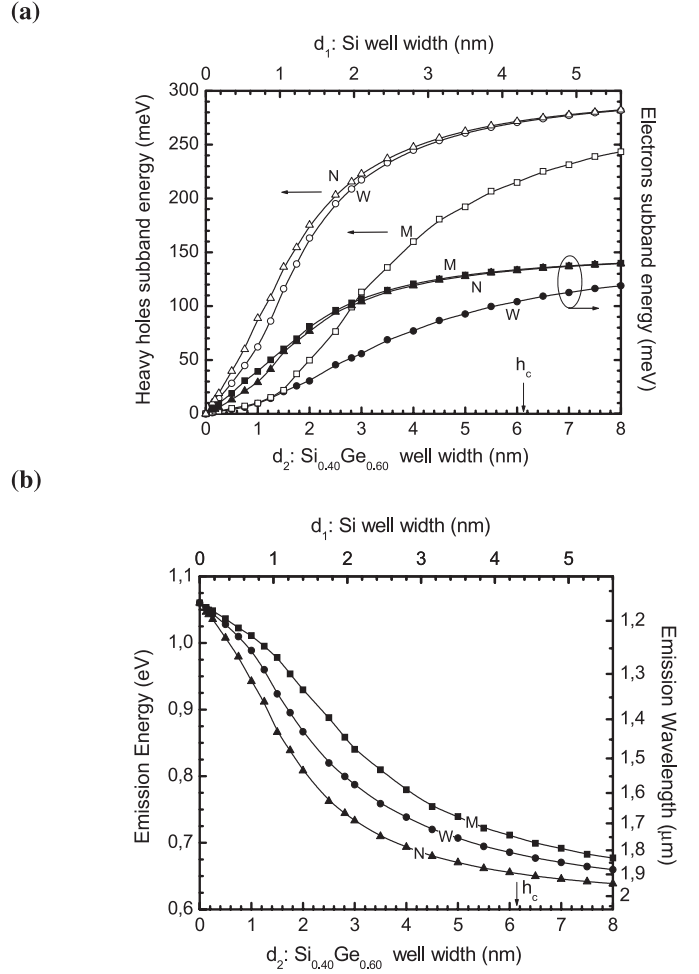 (a)
d₁: Si well width (nm)
0 1 2 3 4 5
300
250
200
150
100
50
0
Heavy holes subband energy (meV)
Electrons subband energy (meV)
N
W
M
M
N
W
h_c
0 1 2 3 4 5 6 7 8
d₂: Si₀.₄₀Ge₀.₆₀ well width (nm)
(b)
d₁: Si well width (nm)
0 1 2 3 4 5
1,1
1,0
0,9
0,8
0,7
0,6
Emission Energy (eV)
1,2
1,3
1,4
1,5
1,6
1,7
1,8
1,9
2
Emission Wavelength (μm)
M
W
N
h_c
0 1 2 3 4 5 6 7 8
d₂: Si₀.₄₀Ge₀.₆₀ well width (nm)